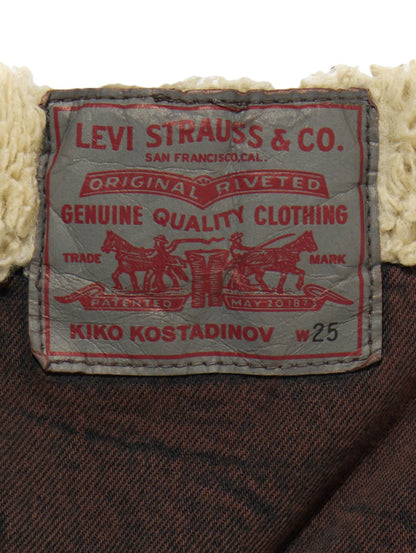 LEVI STRAUSS & CO.
SAN FRANCISCO, CAL.
ORIGINAL RIVETED
GENUINE QUALITY CLOTHING
TRADE MARK
PATENTED MAY 20 1873
KIKO KOSTADINOV W 25